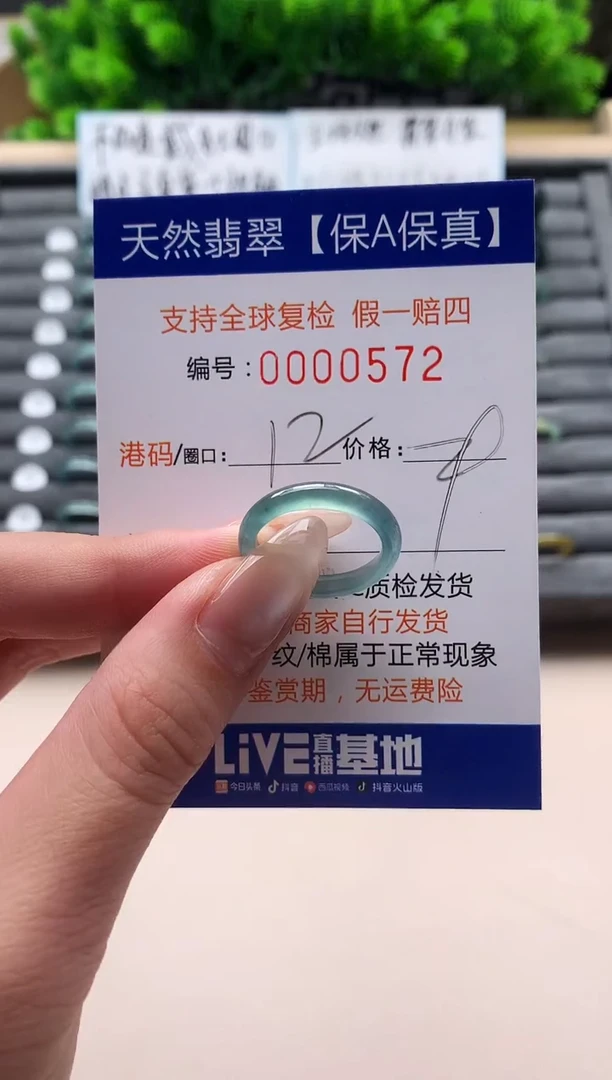 天然翡翠【保A保真】
支持全球复检 假一赔四
编号：0000572
港码/圈口：12 价格：
质检发货
商家自行发货
纹/棉属于正常现象
鉴赏期，无运费险
LiVE直播基地
今日头条 抖音 西瓜视频 抖音火山版